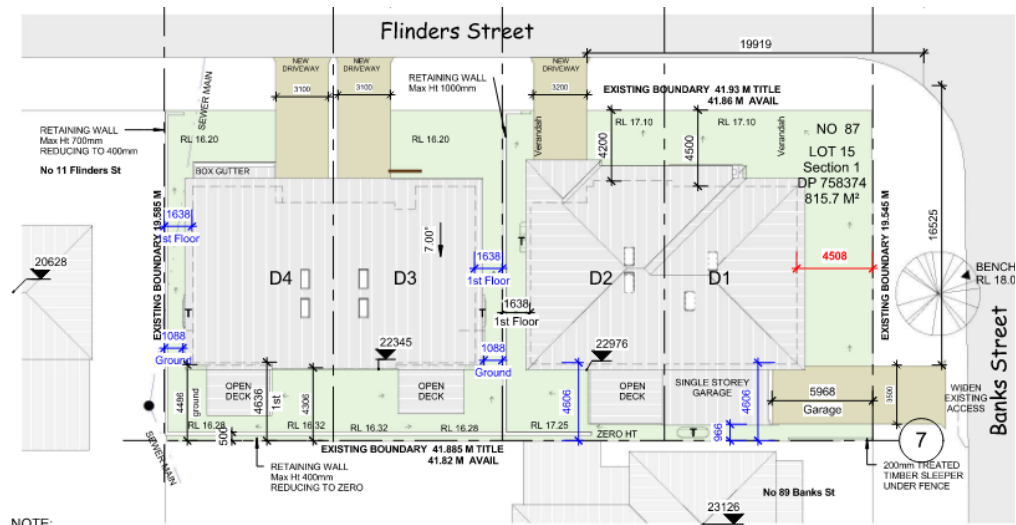 Flinders Street
19919
NEW
DRIVEWAY
NEW
DRIVEWAY
NEW
DRIVEWAY
3100
3100
3200
SEWER MAIN
RETAINING WALL
Max Ht 1000mm
EXISTING BOUNDARY 41.93 M TITLE
41.86 M AVAIL
RETAINING WALL
Max Ht 700mm
REDUCING TO 400mm
No 11 Flinders St
RL 16.20
RL 16.20
Verandah
RL 17.10
RL 17.10
Verandah
4200
4500
NO 87
LOT 15
Section 1
DP 758374
815.7 M²
BOX GUTTER
EXISTING BOUNDARY 19.585 M
EXISTING BOUNDARY 19.545 M
16525
1638
1st Floor
7.00°
1638
1st Floor
1638
1st Floor
4508
20628
D4
D3
D2
D1
BENCH
RL 18.0
Banks Street
T
T
T
1088
Ground
1088
Ground
22345
22976
4486
ground
4636
1st
4306
OPEN
DECK
OPEN
DECK
4606
OPEN
DECK
SINGLE STOREY
GARAGE
4606
5968
Garage
3500
WIDEN
EXISTING
ACCESS
RL 16.28
500
RL 16.32
RL 16.32
RL 16.28
RL 17.25
ZERO HT
T
966
7
SEWER MAIN
EXISTING BOUNDARY 41.885 M TITLE
41.82 M AVAIL
RETAINING WALL
Max Ht 400mm
REDUCING TO ZERO
200mm TREATED
TIMBER SLEEPER
UNDER FENCE
No 89 Banks St
23126
NOTE: